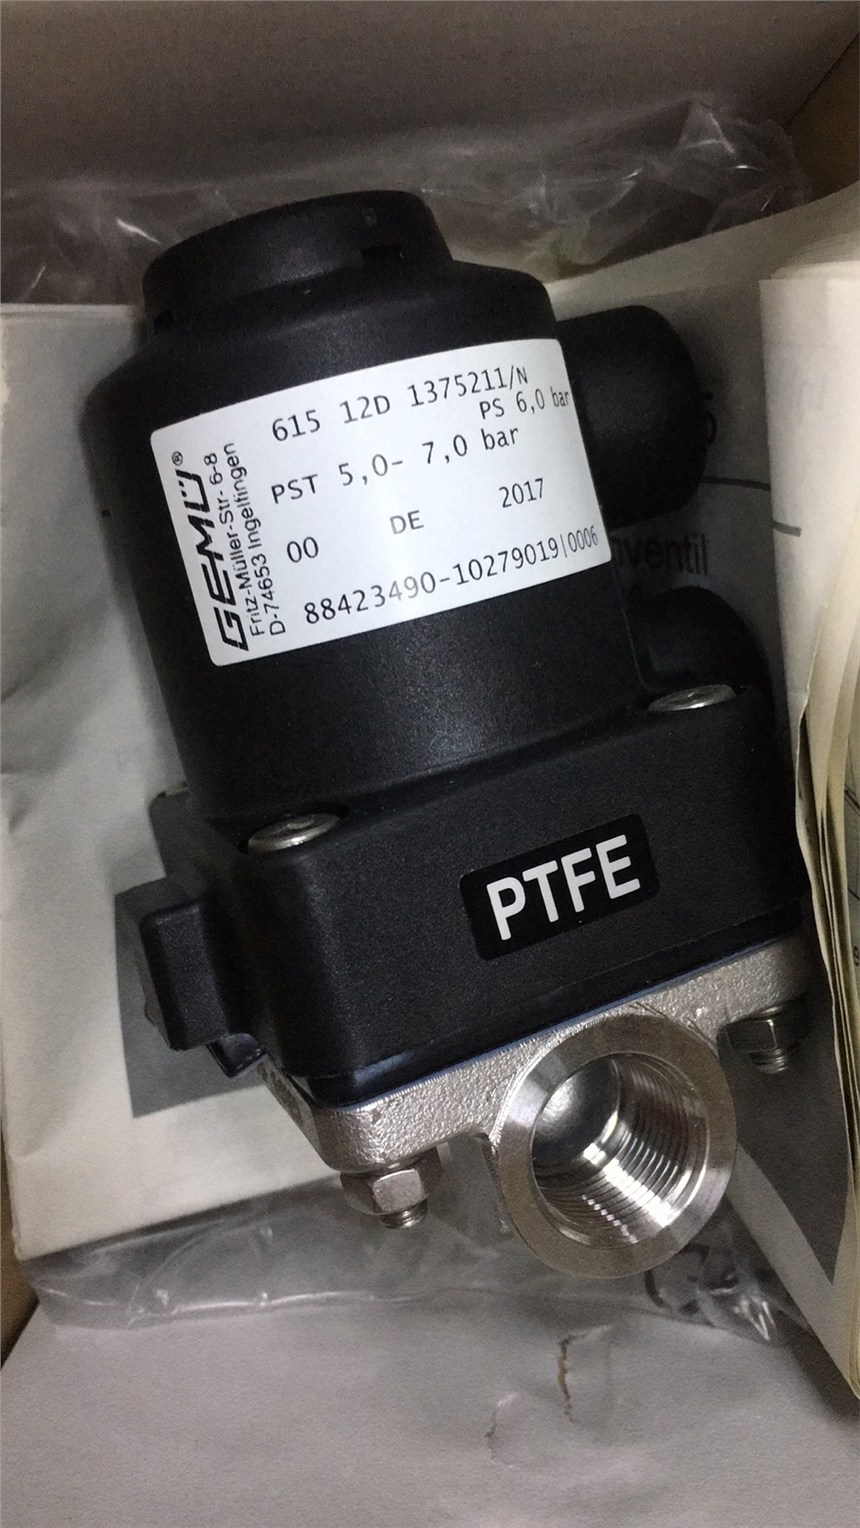 GEMÜ®
Fritz-Müller-Str- 6-8
D-74653 Ingelfingen
615 12D 1375211/N
PS 6,0 bar
PST 5,0- 7,0 bar
00 DE 2017
88423490-10279019|0006
PTFE